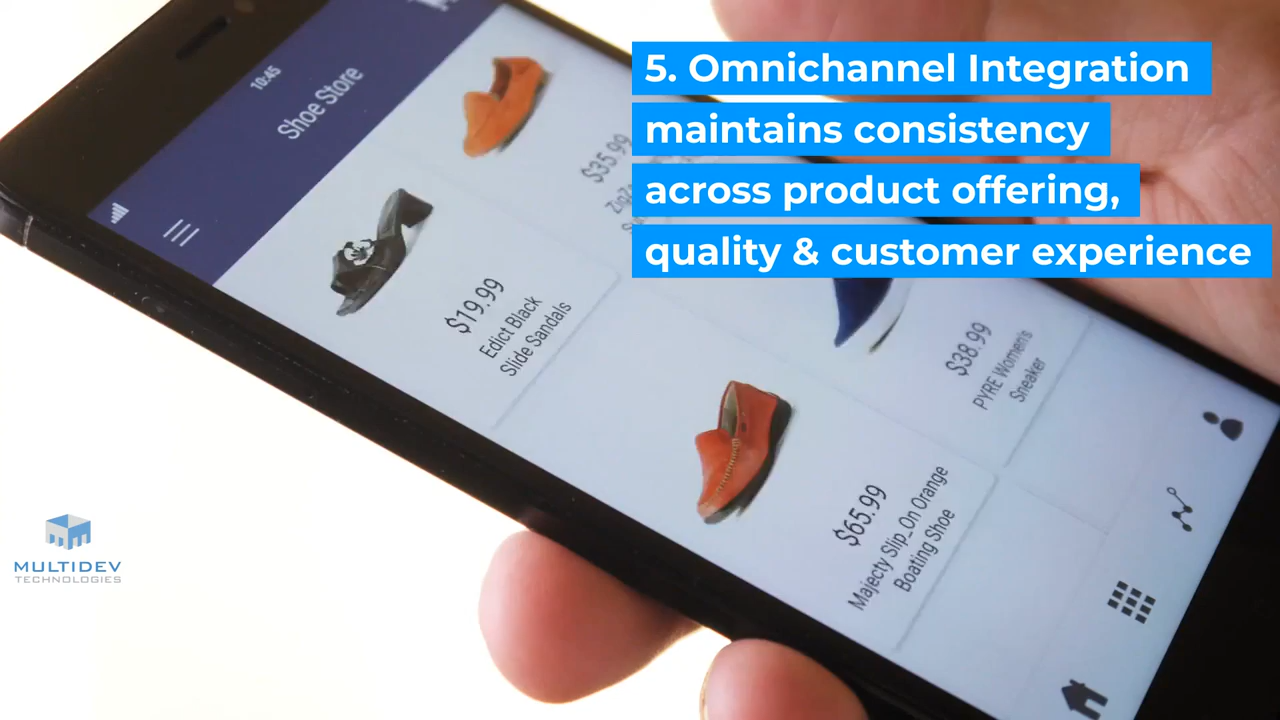 5. Omnichannel Integration
maintains consistency
across product offering,
quality & customer experience
10:45
Shoe Store
$35.99
$19.99
Edict Black
Slide Sandals
$38.99
PYRE Women's
Sneaker
$65.99
Majecty Slip_On Orange
Boating Shoe
MULTIDEV
TECHNOLOGIES